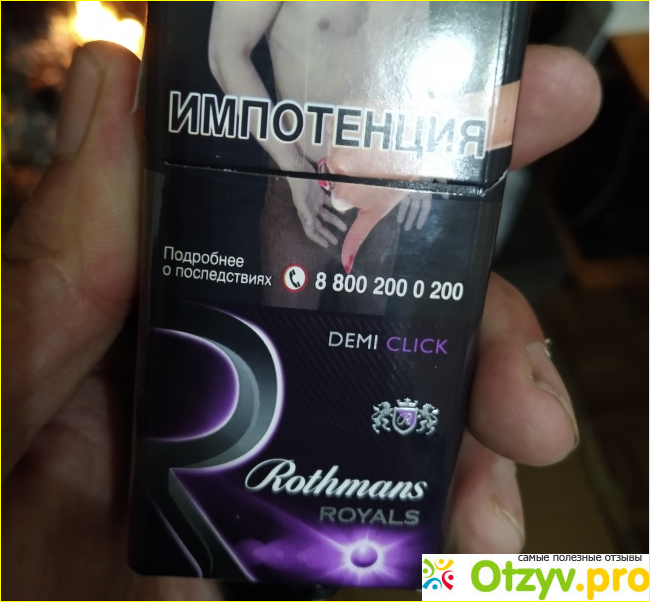 ИМПОТЕНЦИЯ
Подробнее
о последствиях 8 800 200 0 200
DEMI CLICK
R
Rothmans
ROYALS
самые полезные отзывы
Otzyv.pro